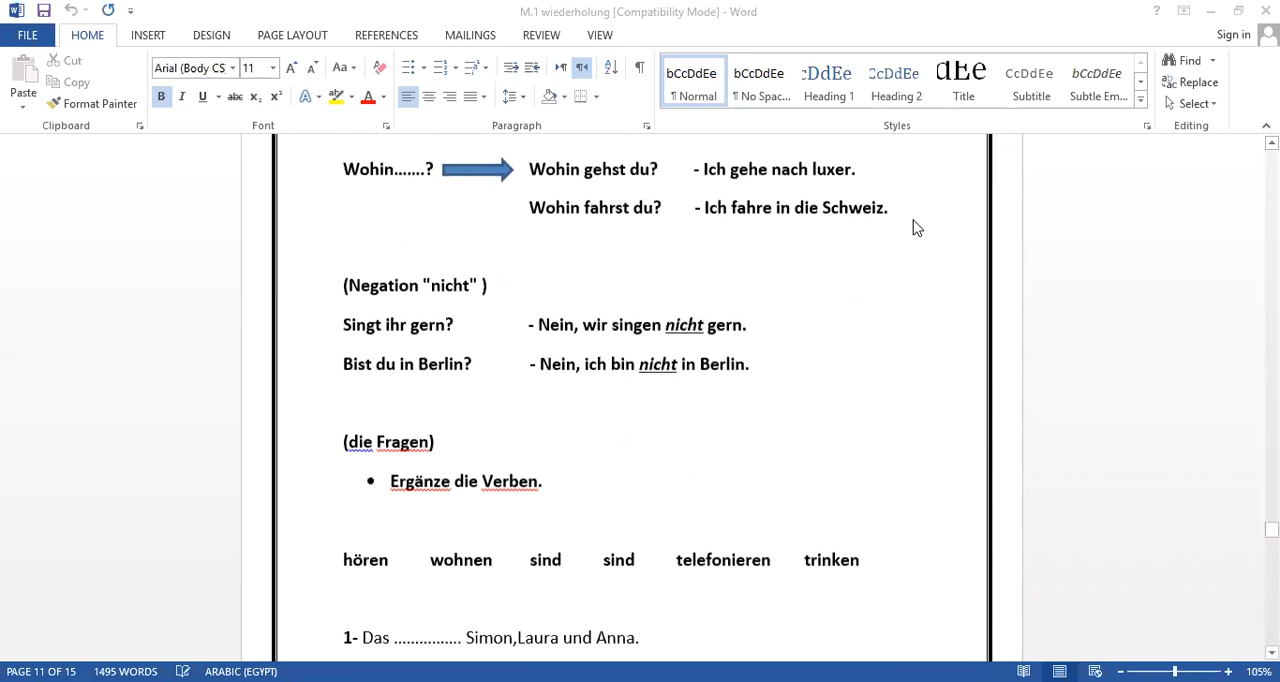 M.1 wiederholung [Compatibility Mode] - Word
FILE HOME INSERT DESIGN PAGE LAYOUT REFERENCES MAILINGS REVIEW VIEW Sign in
Cut
Copy
Format Painter
Paste
Arial (Body CS 11
Clipboard Font Paragraph Styles Editing
bCcDdEe bCcDdEe CcDdEe CcDdEe dEe CcDdEe bCcDdEe
¶ Normal ¶ No Spac... Heading 1 Heading 2 Title Subtitle Subtle Em...
Find
Replace
Select
Wohin.......? Wohin gehst du? - Ich gehe nach luxer.
Wohin fahrst du? - Ich fahre in die Schweiz.
(Negation "nicht" )
Singt ihr gern? - Nein, wir singen nicht gern.
Bist du in Berlin? - Nein, ich bin nicht in Berlin.
(die Fragen)
• Ergänze die Verben.
hören wohnen sind sind telefonieren trinken
1- Das ................ Simon,Laura und Anna.
PAGE 11 OF 15 1495 WORDS ARABIC (EGYPT) 105%